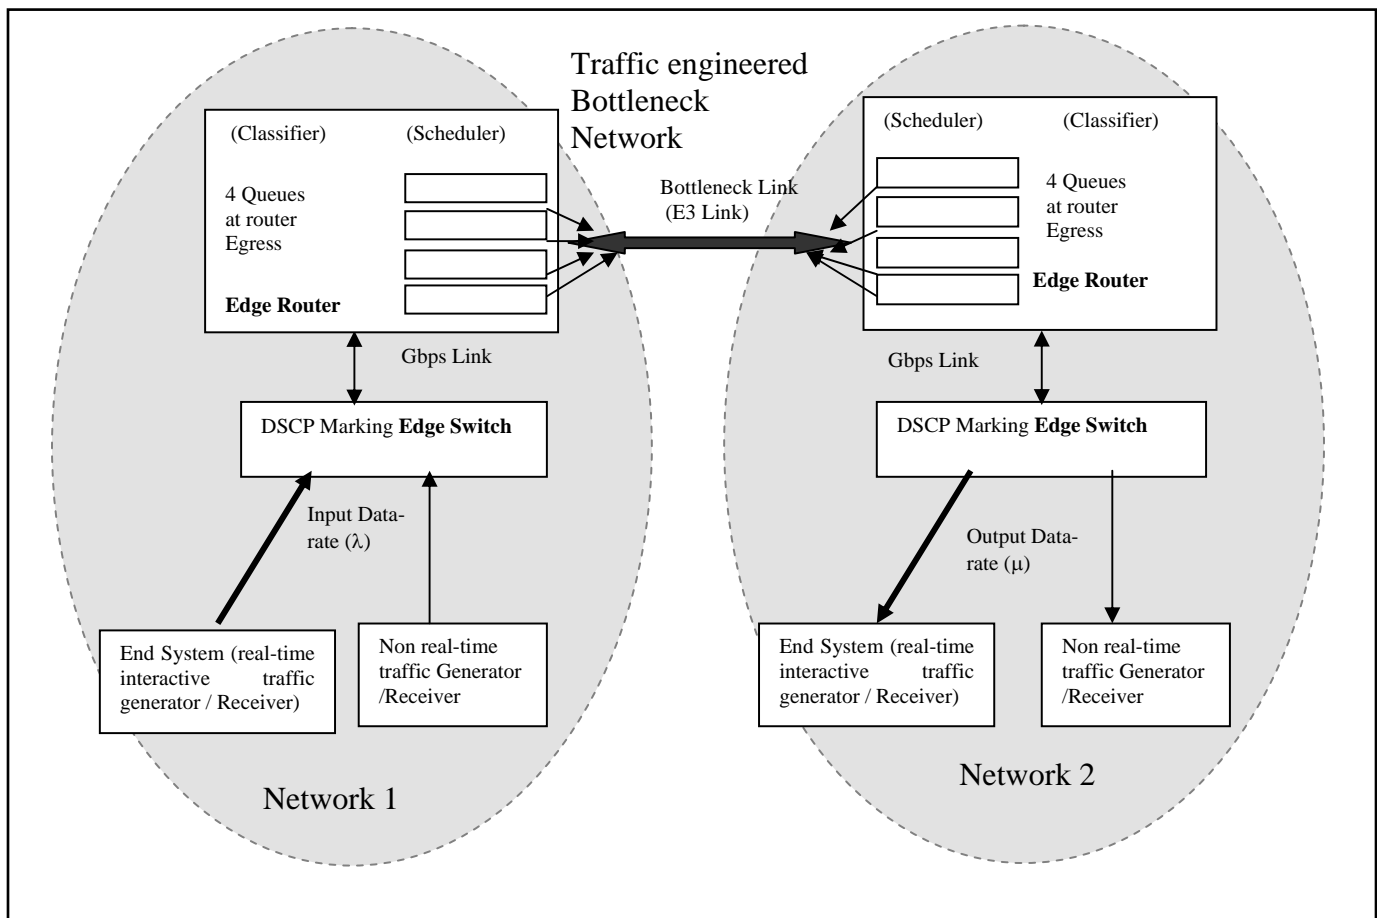 Traffic engineered
Bottleneck
Network
(Classifier)
(Scheduler)
4 Queues
at router
Egress
Edge Router
Bottleneck Link
(E3 Link)
(Scheduler)
(Classifier)
4 Queues
at router
Egress
Edge Router
Gbps Link
Gbps Link
DSCP Marking Edge Switch
DSCP Marking Edge Switch
Input Data-
rate (λ)
Output Data-
rate (μ)
End System (real-time
interactive traffic
generator / Receiver)
Non real-time
traffic Generator
/Receiver
End System (real-time
interactive traffic
generator / Receiver)
Non real-time
traffic Generator
/Receiver
Network 1
Network 2